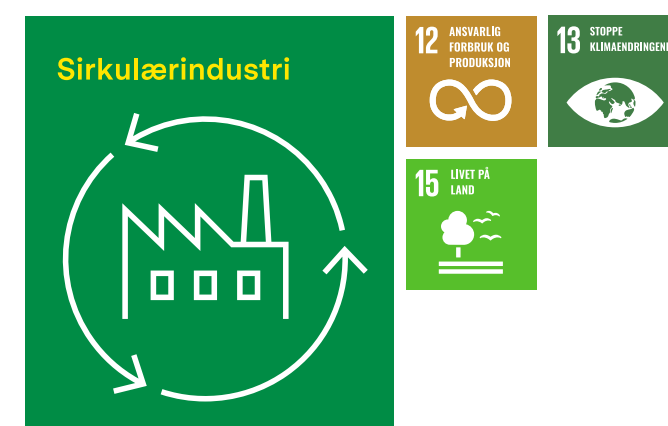 Sirkulærindustri
12 ANSVARLIG
FORBRUK OG
PRODUKSJON
13 STOPPE
KLIMAENDRINGENE
15 LIVET PÅ
LAND